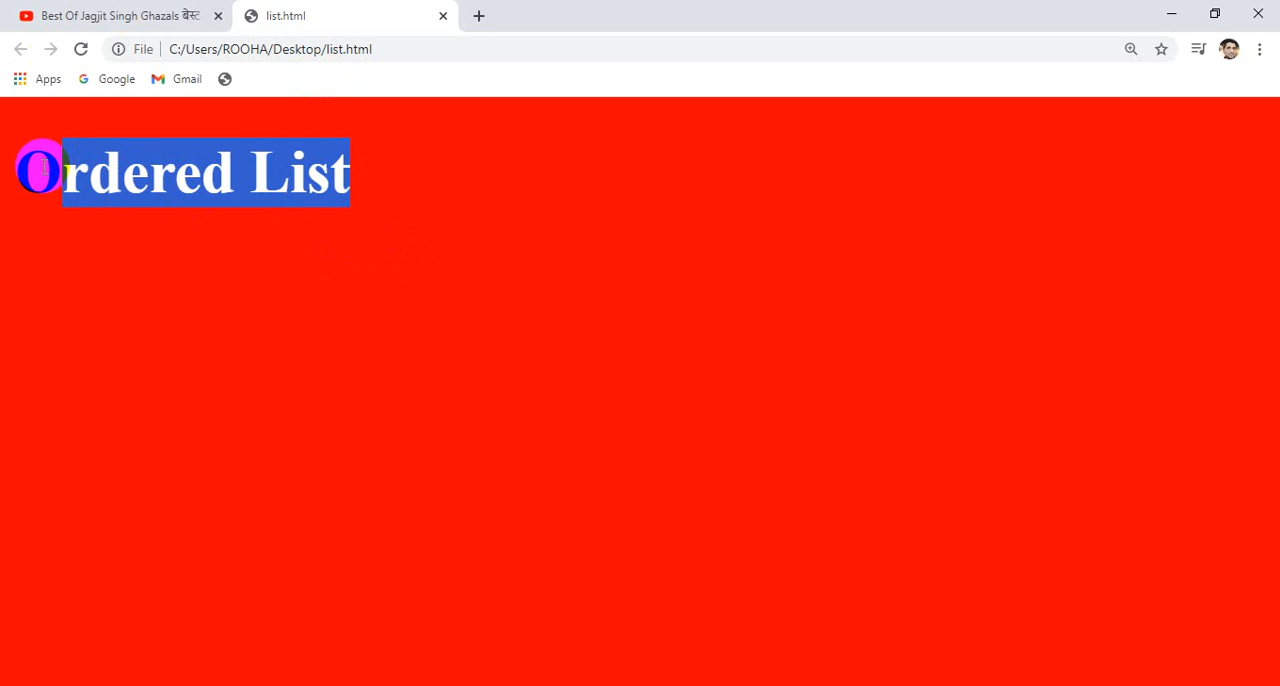 Best Of Jagjit Singh Ghazals बेस्ट
list.html
File
C:/Users/ROOHA/Desktop/list.html
Apps
Google
Gmail
Ordered List